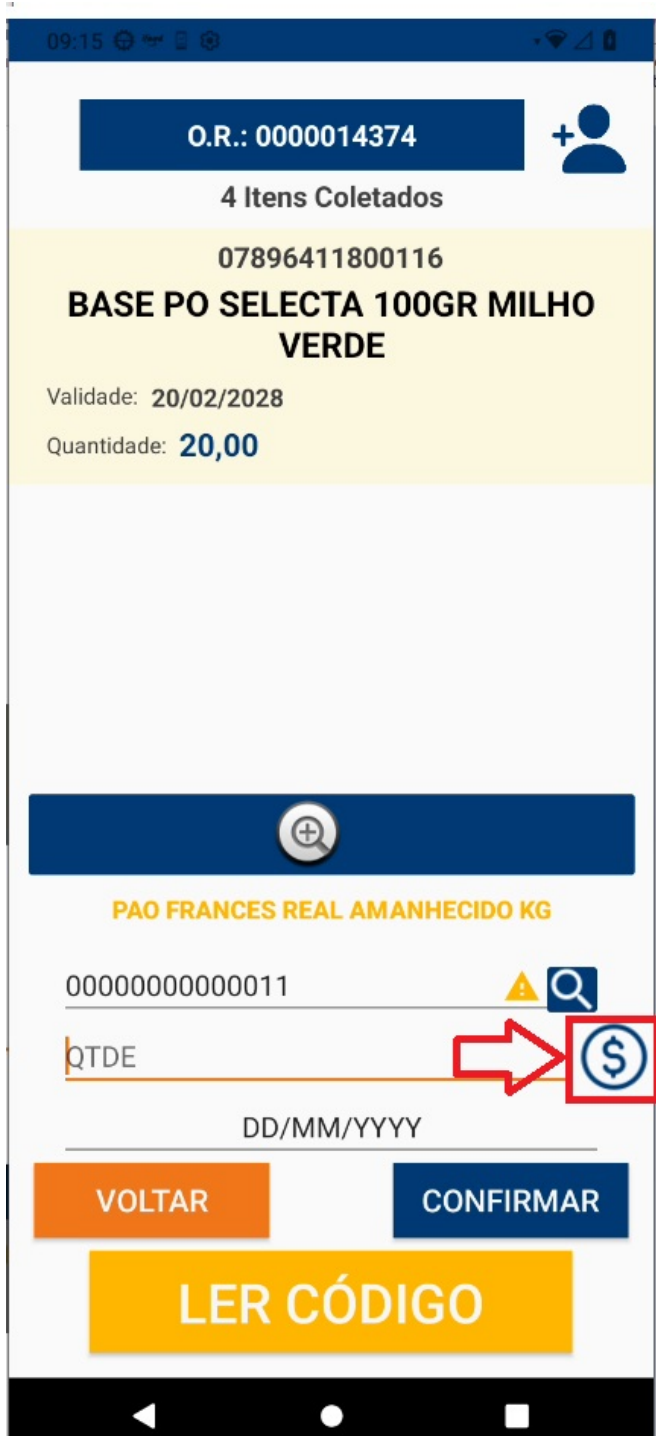 09:15
O.R.: 0000014374
4 Itens Coletados
07896411800116
BASE PO SELECTA 100GR MILHO
VERDE
Validade: 20/02/2028
Quantidade: 20,00
PAO FRANCES REAL AMANHECIDO KG
00000000000011
QTDE
DD/MM/YYYY
VOLTAR CONFIRMAR
LER CÓDIGO